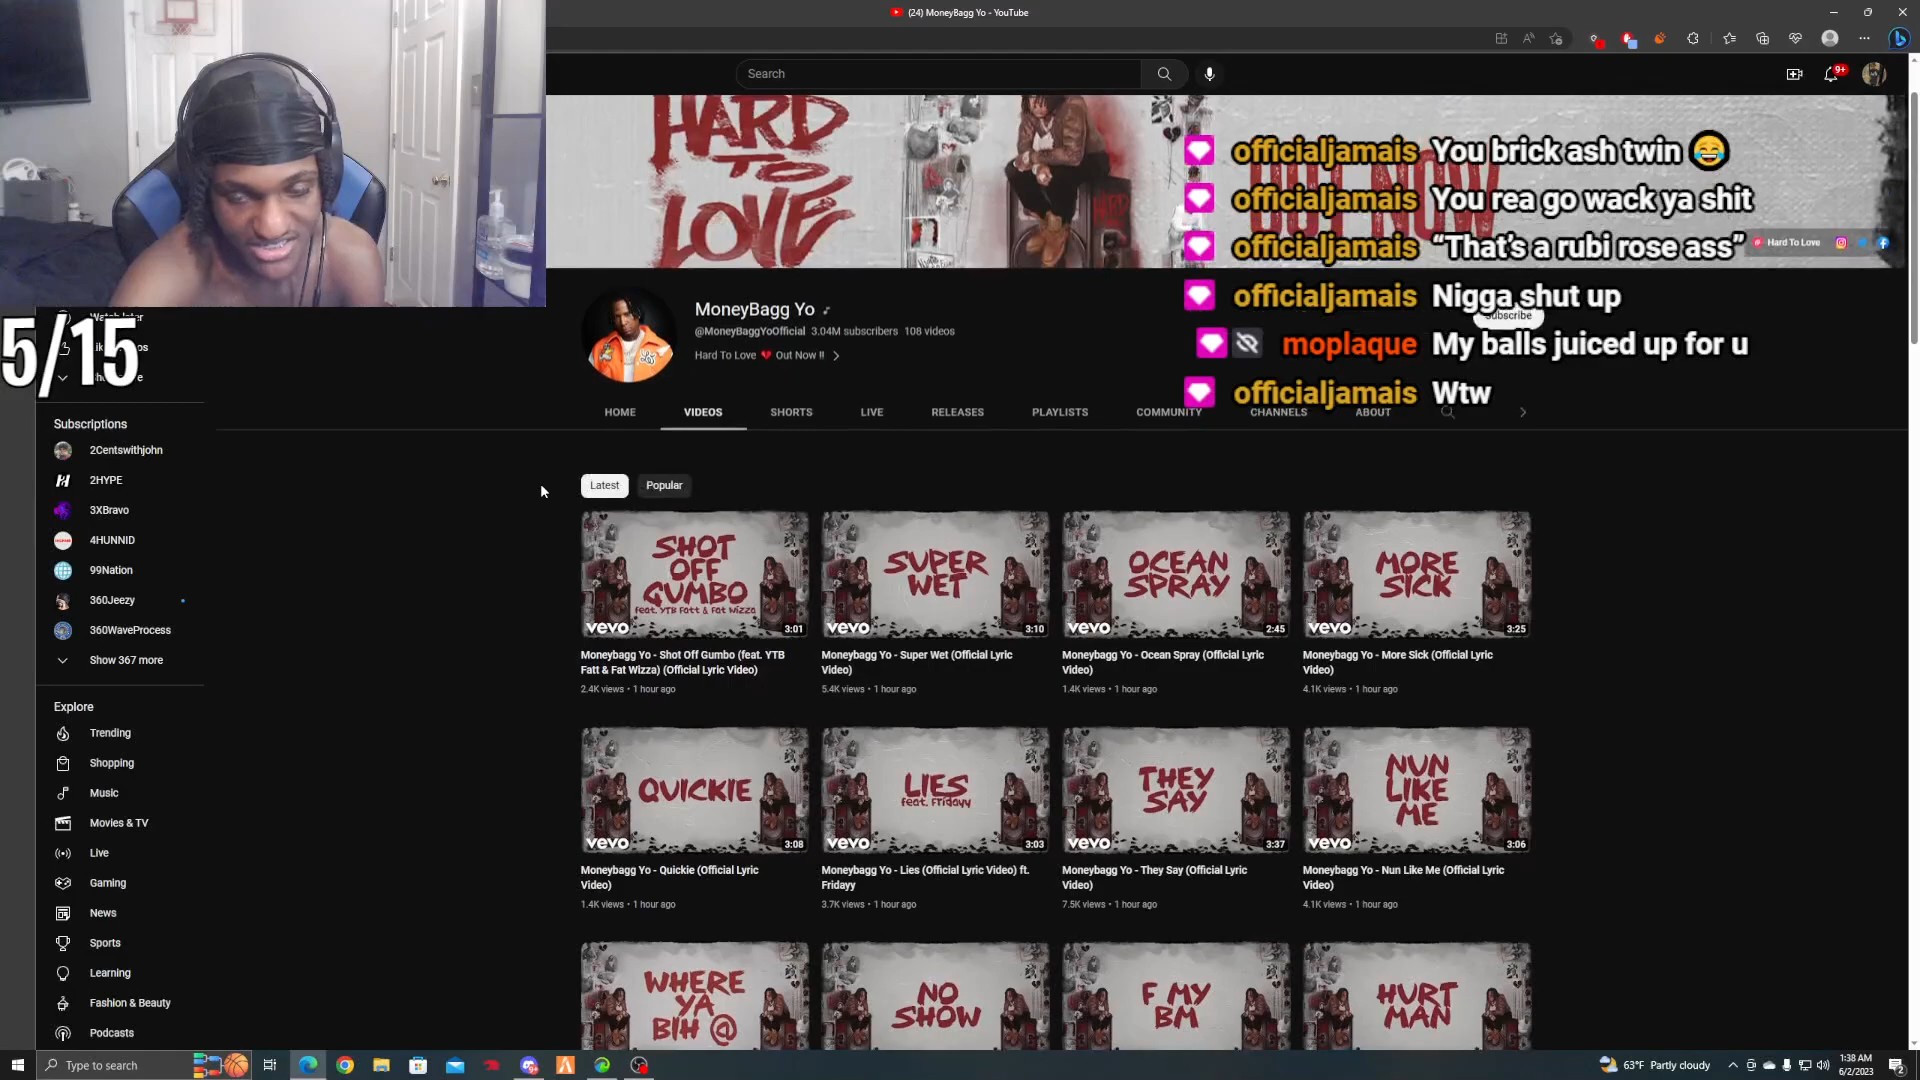 (24) MoneyBagg Yo - YouTube
Search
9+
HARD
TO
LOVE
officialjamais You brick ash twin 😂
officialjamais You rea go wack ya shit
officialjamais “That’s a rubi rose ass”
Hard To Love
officialjamais Nigga shut up
moplaque My balls juiced up for u
officialjamais Wtw
MoneyBagg Yo
@MoneyBaggYoOfficial 3.04M subscribers 108 videos
Hard To Love 💔 Out Now !!
Subscribe
5/15
HOME VIDEOS SHORTS LIVE RELEASES PLAYLISTS COMMUNITY CHANNELS ABOUT
Subscriptions
2Centswithjohn
2HYPE
3XBravo
4HUNNID
99Nation
360Jeezy
360WaveProcess
Show 367 more
Explore
Trending
Shopping
Music
Movies & TV
Live
Gaming
News
Sports
Learning
Fashion & Beauty
Podcasts
Latest Popular
SHOT
OFF
GUMBO
feat. YTB Fatt & Fat Wizza
vevo 3:01
SUPER
WET
vevo 3:10
OCEAN
SPRAY
vevo 2:45
MORE
SICK
vevo 3:25
Moneybagg Yo - Shot Off Gumbo (feat. YTB
Fatt & Fat Wizza) (Official Lyric Video)
2.4K views • 1 hour ago
Moneybagg Yo - Super Wet (Official Lyric
Video)
5.4K views • 1 hour ago
Moneybagg Yo - Ocean Spray (Official Lyric
Video)
1.4K views • 1 hour ago
Moneybagg Yo - More Sick (Official Lyric
Video)
4.1K views • 1 hour ago
QUICKIE
vevo 3:08
LIES
feat. Fridayy
vevo 3:03
THEY
SAY
vevo 3:37
NUN
LIKE
ME
vevo 3:06
Moneybagg Yo - Quickie (Official Lyric
Video)
1.4K views • 1 hour ago
Moneybagg Yo - Lies (Official Lyric Video) ft.
Fridayy
3.7K views • 1 hour ago
Moneybagg Yo - They Say (Official Lyric
Video)
7.5K views • 1 hour ago
Moneybagg Yo - Nun Like Me (Official Lyric
Video)
4.1K views • 1 hour ago
WHERE
YA
BIH @
NO
SHOW
F MY
BM
HURT
MAN
Type to search
63°F Partly cloudy
1:38 AM
6/2/2023